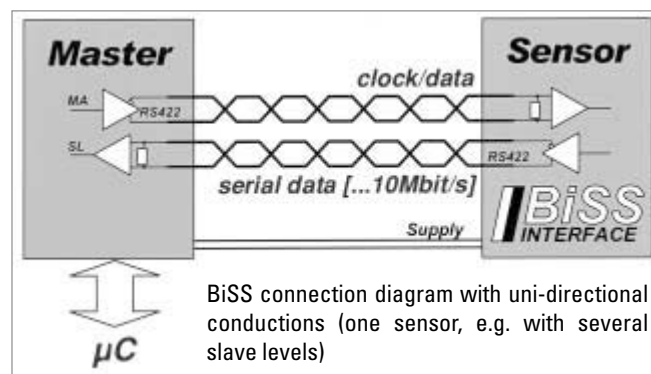 Master
Sensor
clock/data
MA
RS422
SL
RS422
serial data [...10Mbit/s]
BiSS
INTERFACE
Supply
BiSS connection diagram with uni-directional
conductions (one sensor, e.g. with several
slave levels)
µC